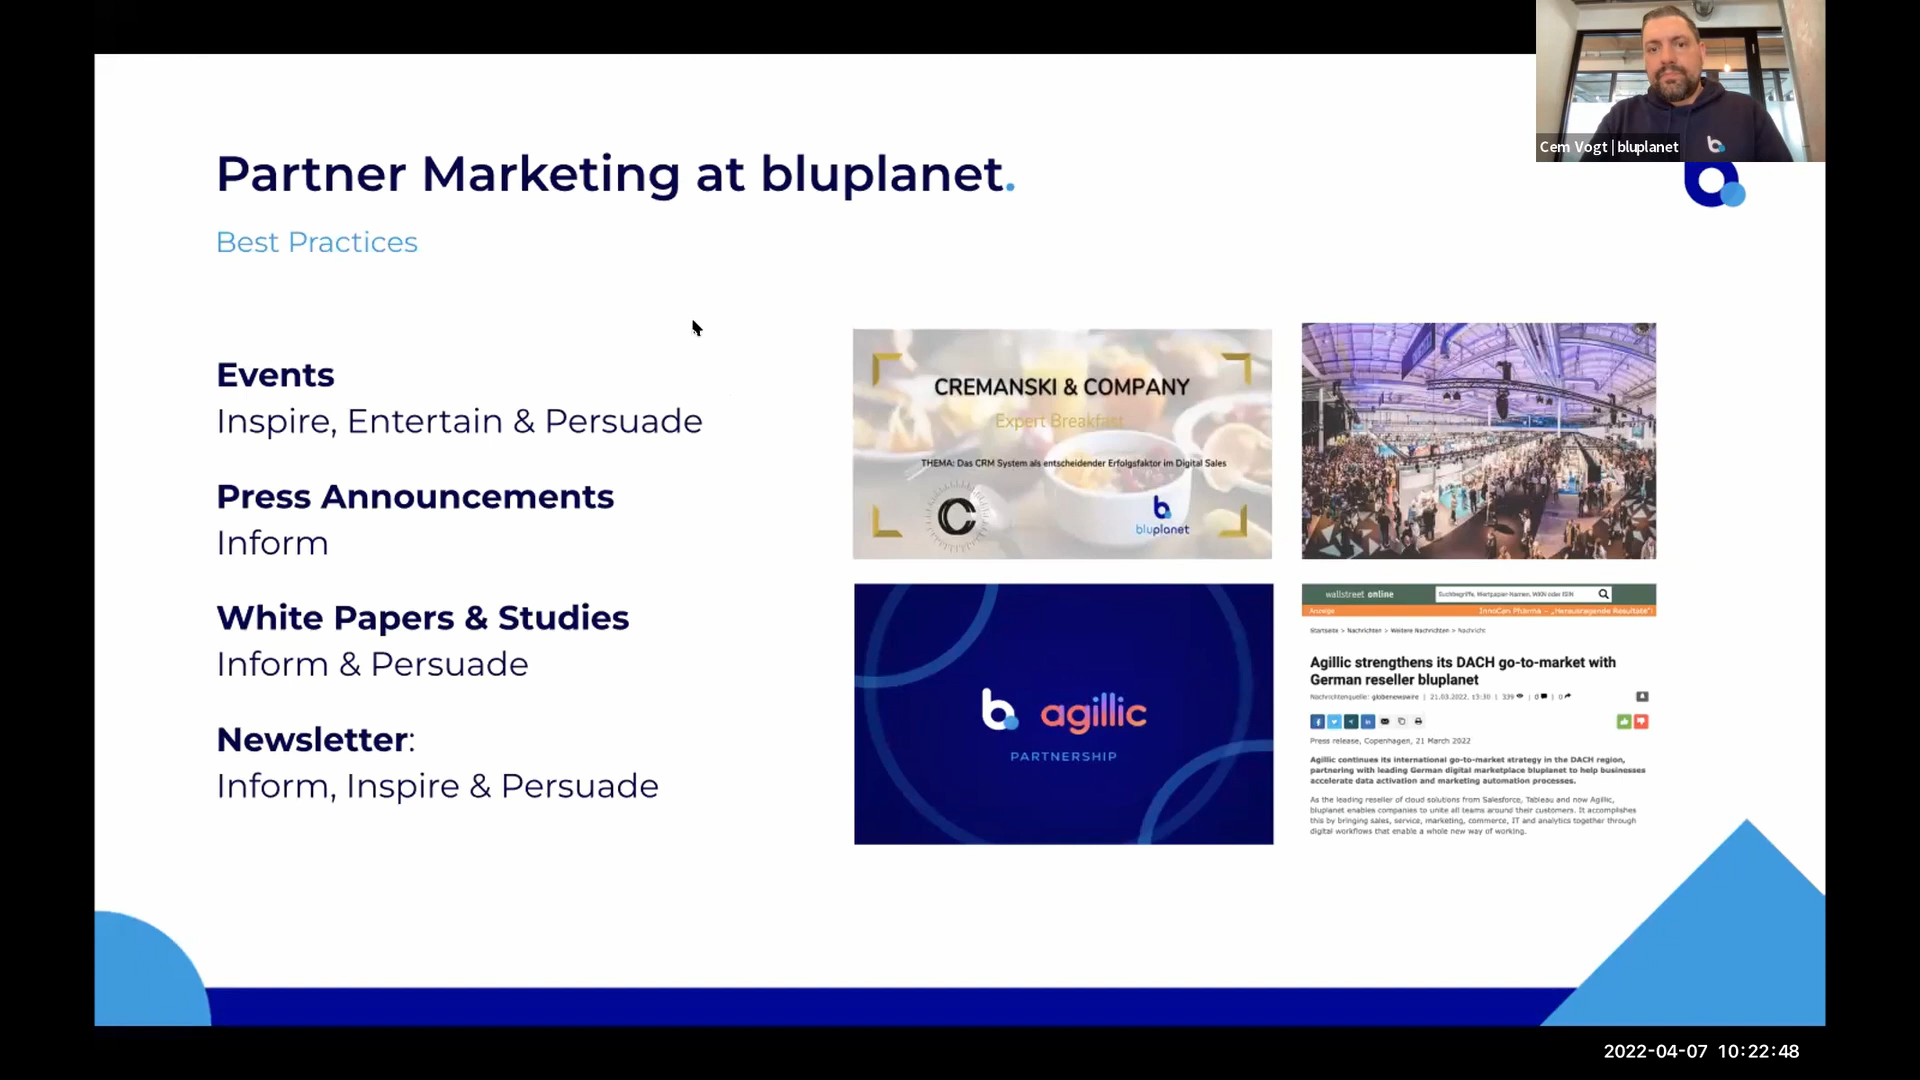 Cem Vogt | bluplanet
Partner Marketing at bluplanet.
Best Practices
Events
Inspire, Entertain & Persuade
Press Announcements
Inform
White Papers & Studies
Inform & Persuade
Newsletter:
Inform, Inspire & Persuade
CREMANSKI & COMPANY
Expert Breakfast
THEMA: Das CRM System als entscheidender Erfolgsfaktor im Digital Sales
bluplanet
agillic
PARTNERSHIP
wallstreet online
Suchbegriffe, Wertpapier-Namen, WKN oder ISIN
Anzeige
InnoCan Pharma – „Herausragende Resultate“!
Startseite > Nachrichten > Weitere Nachrichten > Nachricht
Agillic strengthens its DACH go-to-market with
German reseller bluplanet
Nachrichtenquelle: globenewswire | 21.03.2022, 13:30 | 339 | 0 | 0
Press release, Copenhagen, 21 March 2022
Agillic continues its international go-to-market strategy in the DACH region,
partnering with leading German digital marketplace bluplanet to help businesses
accelerate data activation and marketing automation processes.
As the leading reseller of cloud solutions from Salesforce, Tableau and now Agillic,
bluplanet enables companies to unite all teams around their customers. It accomplishes
this by bringing sales, service, marketing, commerce, IT and analytics together through
digital workflows that enable a whole new way of working.
2022-04-07 10:22:48